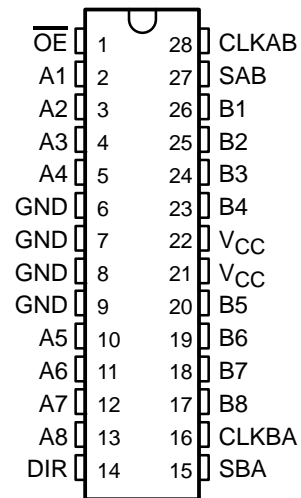 OE 1 28 CLKAB
A1 2 27 SAB
A2 3 26 B1
A3 4 25 B2
A4 5 24 B3
GND 6 23 B4
GND 7 22 VCC
GND 8 21 VCC
GND 9 20 B5
A5 10 19 B6
A6 11 18 B7
A7 12 17 B8
A8 13 16 CLKBA
DIR 14 15 SBA